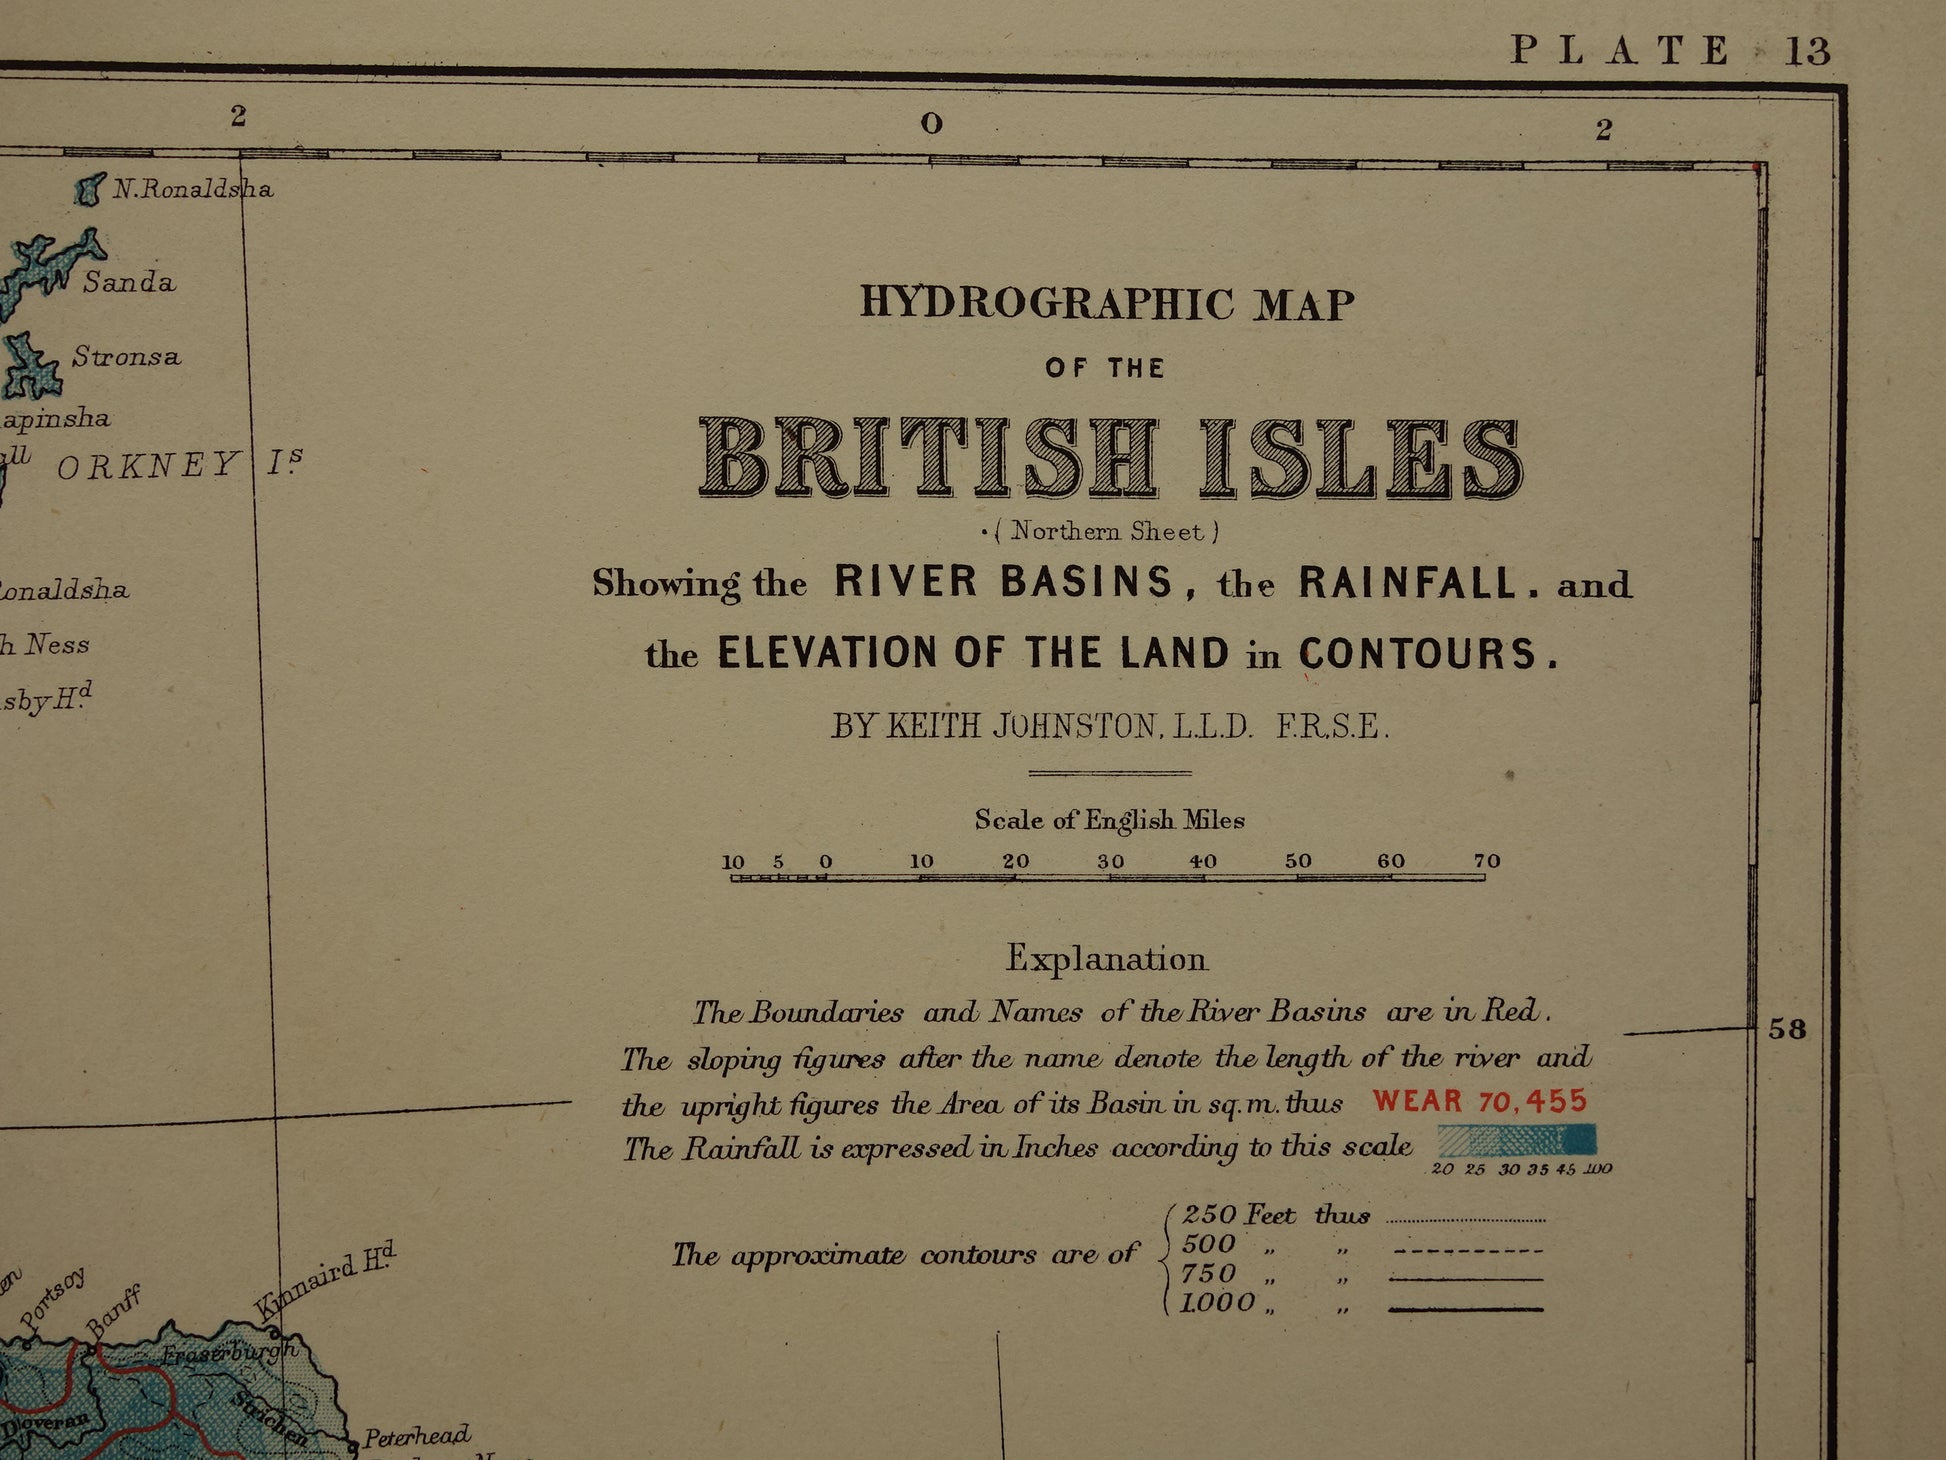 PLATE 13
2 0 2
N. Ronaldsha
Sanda
Stronsa
apinsha
all
ORKNEY Is.
onaldsha
h Ness
sby Hd.
HYDROGRAPHIC MAP
OF THE
BRITISH ISLES
(Northern Sheet)
Showing the RIVER BASINS, the RAINFALL. and
the ELEVATION OF THE LAND in CONTOURS.
BY KEITH JOHNSTON, L.L.D. F.R.S.E.
Scale of English Miles
10 5 0 10 20 30 40 50 60 70
Explanation
The Boundaries and Names of the River Basins are in Red.
58
The sloping figures after the name denote the length of the river and
the upright figures the Area of its Basin in sq. m. thus WEAR 70,455
The Rainfall is expressed in Inches according to this scale
20 25 30 35 45 100
The approximate contours are of
250 Feet thus
500 „ „
750 „ „
1.000 „ „
Portsoy
Banff
Kinnaird Hd.
Fraserburgh
Strichen
Doveran
Peterhead